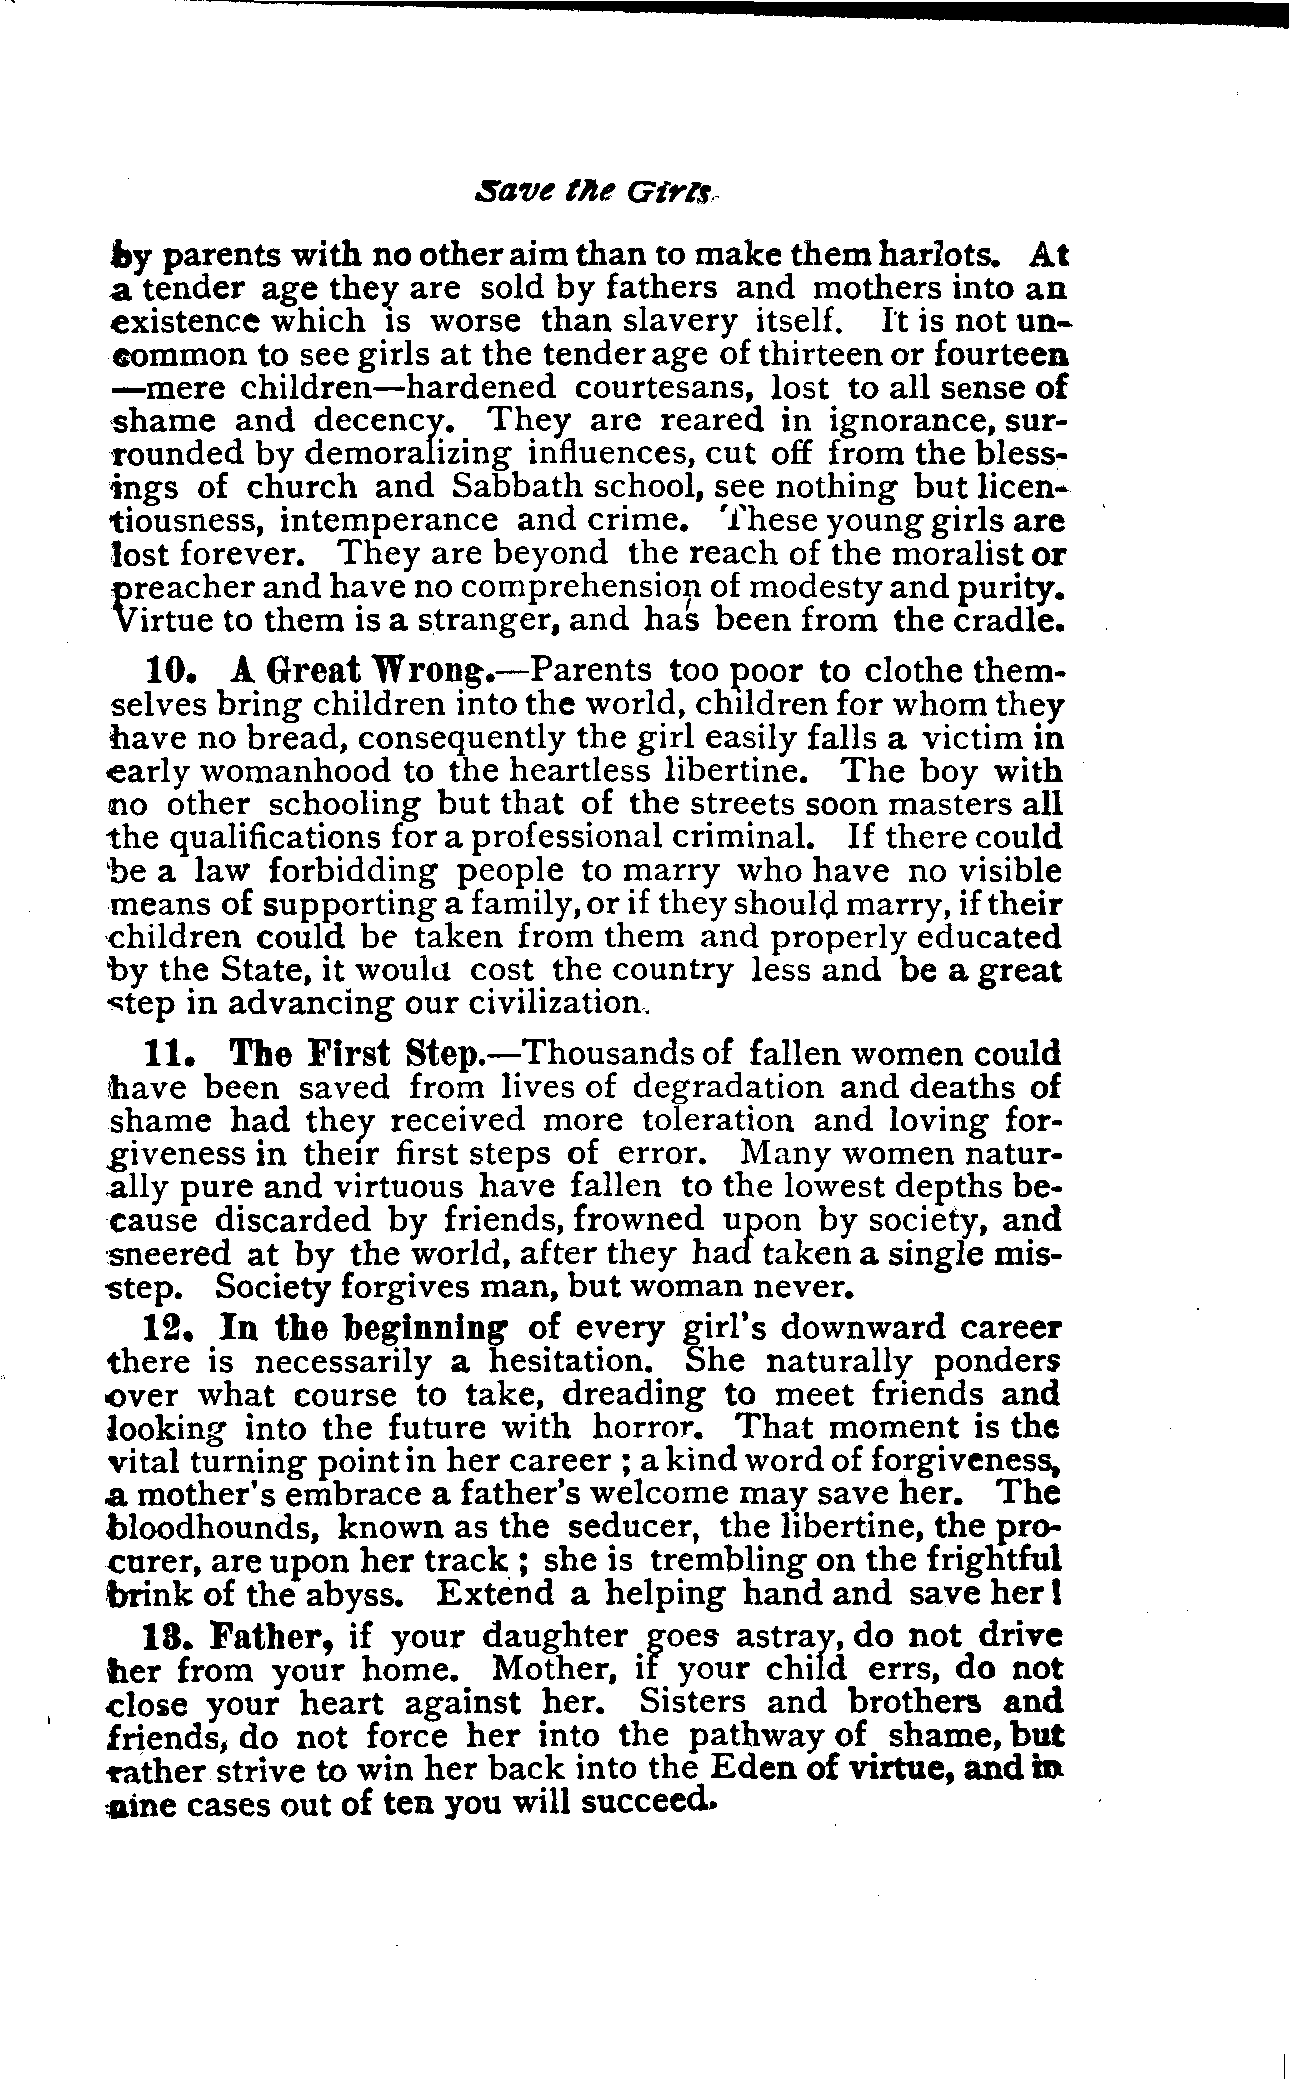 Save the Girls.
by parents with no other aim than to make them harlots. At
a tender age they are sold by fathers and mothers into an
existence which is worse than slavery itself. It is not un-
common to see girls at the tender age of thirteen or fourteen
—mere children—hardened courtesans, lost to all sense of
shame and decency. They are reared in ignorance, sur-
rounded by demoralizing influences, cut off from the bless-
ings of church and Sabbath school, see nothing but licen-
tiousness, intemperance and crime. These young girls are
lost forever. They are beyond the reach of the moralist or
preacher and have no comprehension of modesty and purity.
Virtue to them is a stranger, and has been from the cradle.
10. A Great Wrong.—Parents too poor to clothe them-
selves bring children into the world, children for whom they
have no bread, consequently the girl easily falls a victim in
early womanhood to the heartless libertine. The boy with
no other schooling but that of the streets soon masters all
the qualifications for a professional criminal. If there could
be a law forbidding people to marry who have no visible
means of supporting a family, or if they should marry, if their
children could be taken from them and properly educated
by the State, it would cost the country less and be a great
step in advancing our civilization.
11. The First Step.—Thousands of fallen women could
have been saved from lives of degradation and deaths of
shame had they received more toleration and loving for-
giveness in their first steps of error. Many women natur-
ally pure and virtuous have fallen to the lowest depths be-
cause discarded by friends, frowned upon by society, and
sneered at by the world, after they had taken a single mis-
step. Society forgives man, but woman never.
12. In the beginning of every girl's downward career
there is necessarily a hesitation. She naturally ponders
over what course to take, dreading to meet friends and
looking into the future with horror. That moment is the
vital turning point in her career ; a kind word of forgiveness,
a mother's embrace a father's welcome may save her. The
bloodhounds, known as the seducer, the libertine, the pro-
curer, are upon her track ; she is trembling on the frightful
brink of the abyss. Extend a helping hand and save her!
13. Father, if your daughter goes astray, do not drive
her from your home. Mother, if your child errs, do not
close your heart against her. Sisters and brothers and
friends, do not force her into the pathway of shame, but
rather strive to win her back into the Eden of virtue, and in
nine cases out of ten you will succeed.